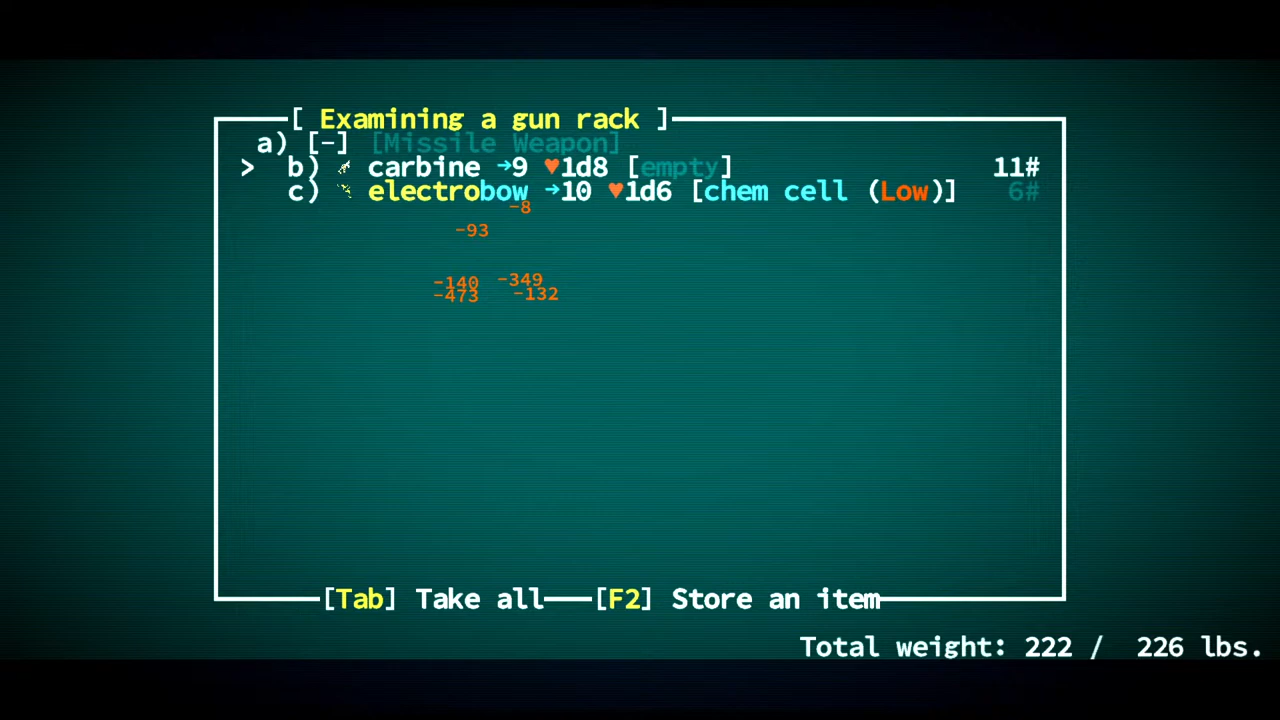 [ Examining a gun rack ]
a) [-] [Missile Weapon]
> b) carbine →9 ♥1d8 [empty] 11#
c) electrobow →10 ♥1d6 [chem cell (Low)] 6#
-8
-93
-140 -349
-473 -132
[Tab] Take all [F2] Store an item
Total weight: 222 / 226 lbs.